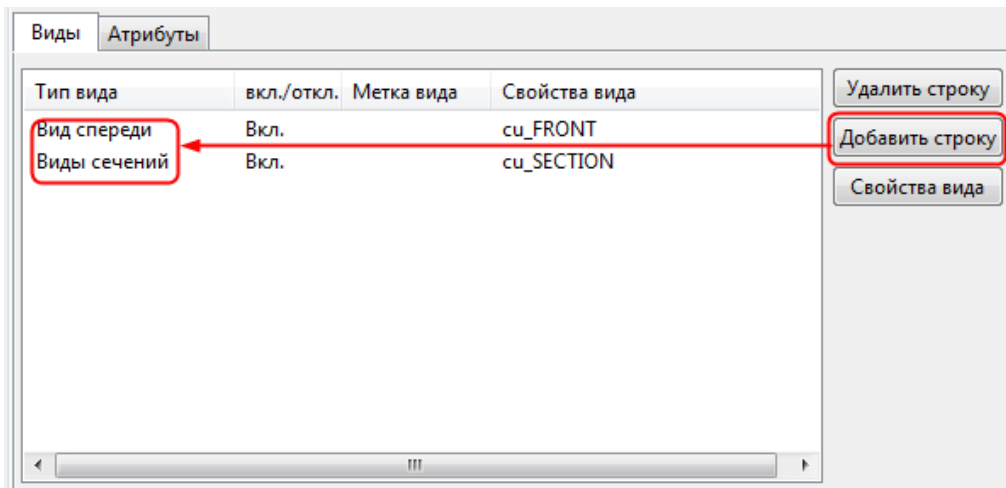 Виды Атрибуты
Тип вида вкл./откл. Метка вида Свойства вида
Удалить строку
Вид спереди Вкл. cu_FRONT
Добавить строку
Виды сечений Вкл. cu_SECTION
Свойства вида